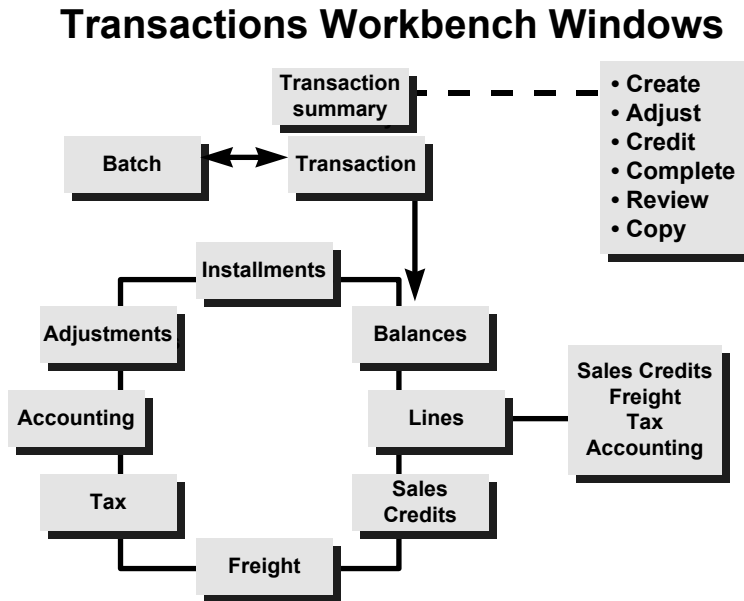 Transactions Workbench Windows
Transaction
summary
• Create
• Adjust
• Credit
• Complete
• Review
• Copy
Batch
Transaction
Installments
Adjustments
Balances
Accounting
Lines
Sales Credits
Freight
Tax
Accounting
Tax
Sales
Credits
Freight